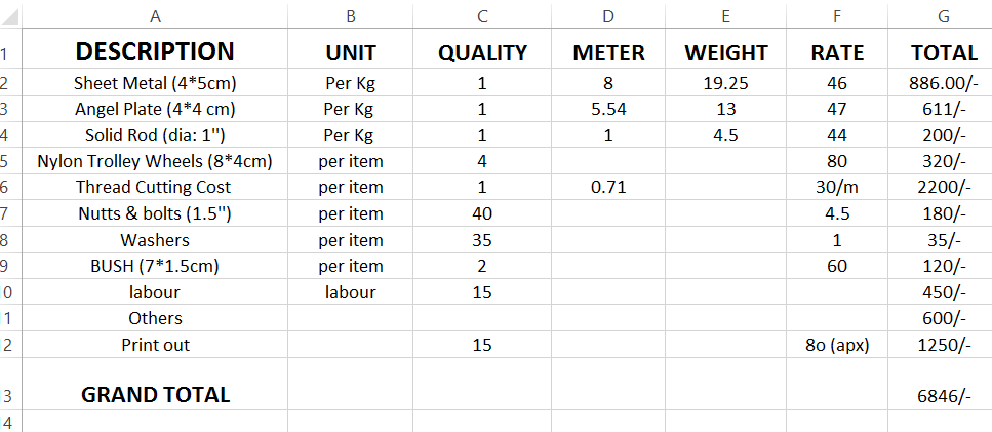 A B C D E F G
1 DESCRIPTION UNIT QUALITY METER WEIGHT RATE TOTAL
2 Sheet Metal (4*5cm) Per Kg 1 8 19.25 46 886.00/-
3 Angel Plate (4*4 cm) Per Kg 1 5.54 13 47 611/-
4 Solid Rod (dia: 1") Per Kg 1 1 4.5 44 200/-
5 Nylon Trolley Wheels (8*4cm) per item 4 80 320/-
6 Thread Cutting Cost per item 1 0.71 30/m 2200/-
7 Nutts & bolts (1.5") per item 40 4.5 180/-
8 Washers per item 35 1 35/-
9 BUSH (7*1.5cm) per item 2 60 120/-
10 labour labour 15 450/-
11 Others 600/-
12 Print out 15 8o (apx) 1250/-
13 GRAND TOTAL 6846/-
14